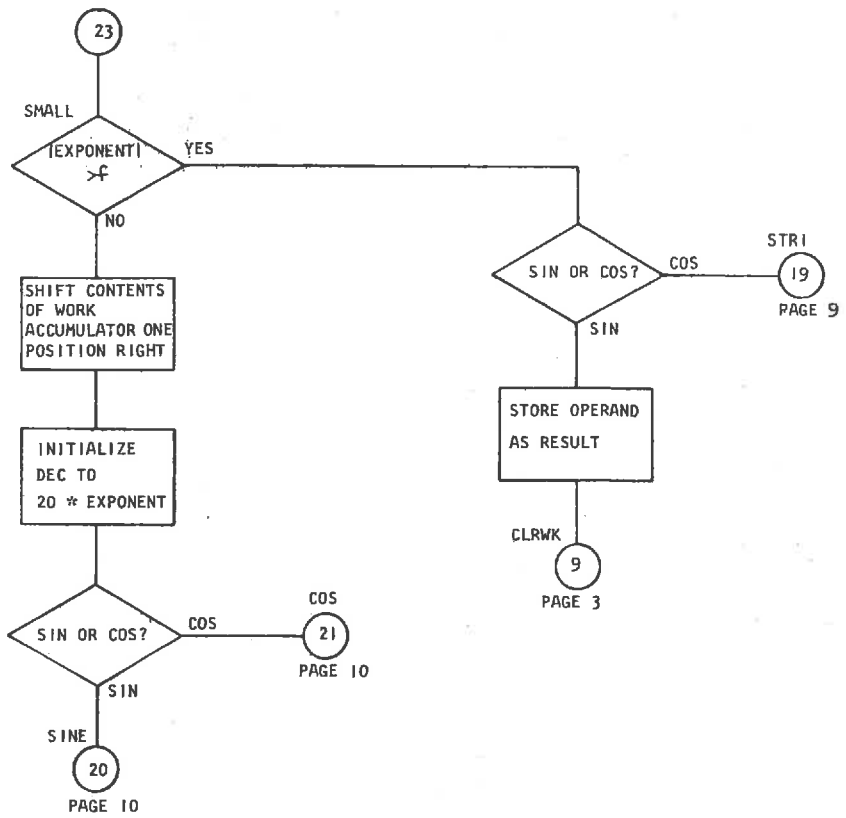 23
SMALL
|EXPONENT|
>f
YES
NO
SHIFT CONTENTS
OF WORK
ACCUMULATOR ONE
POSITION RIGHT
INITIALIZE
DEC TO
20 * EXPONENT
SIN OR COS?
COS
COS
21
PAGE 10
SIN
SINE
20
PAGE 10
SIN OR COS?
COS
STRI
19
PAGE 9
SIN
STORE OPERAND
AS RESULT
CLRWK
9
PAGE 3